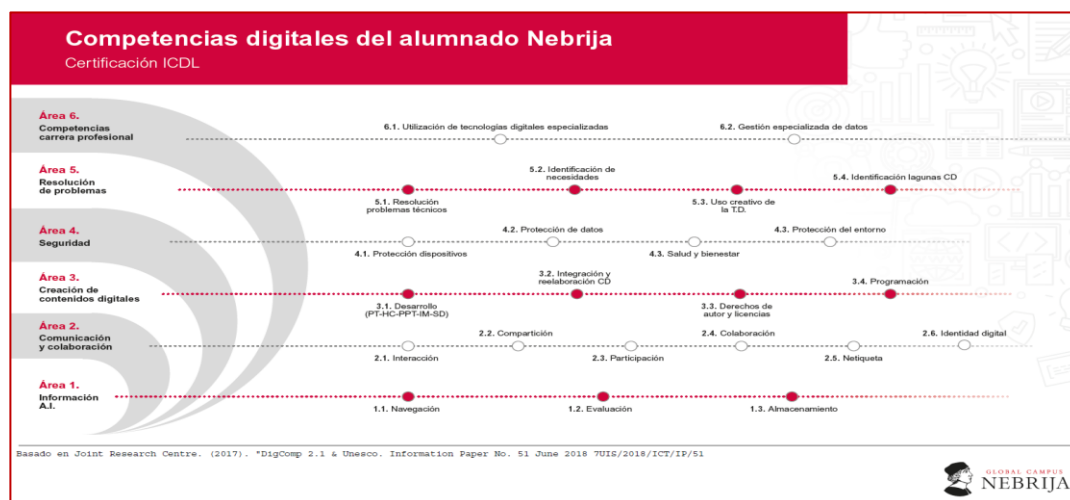 Competencias digitales del alumnado Nebrija
Certificación ICDL
Área 6.
Competencias
carrera profesional
6.1. Utilización de tecnologías digitales especializadas
6.2. Gestión especializada de datos
Área 5.
Resolución
de problemas
5.1. Resolución
problemas técnicos
5.2. Identificación de
necesidades
5.3. Uso creativo de
la T.D.
5.4. Identificación lagunas CD
Área 4.
Seguridad
4.1. Protección dispositivos
4.2. Protección de datos
4.3. Salud y bienestar
4.3. Protección del entorno
Área 3.
Creación de
contenidos digitales
3.1. Desarrollo
(PT-HC-PPT-IM-SD)
3.2. Integración y
reelaboración CD
3.3. Derechos de
autor y licencias
3.4. Programación
Área 2.
Comunicación
y colaboración
2.1. Interacción
2.2. Compartición
2.3. Participación
2.4. Colaboración
2.5. Netiqueta
2.6. Identidad digital
Área 1.
Información
A.I.
1.1. Navegación
1.2. Evaluación
1.3. Almacenamiento
Basado en Joint Research Centre. (2017). "DigComp 2.1 & Unesco. Information Paper No. 51 June 2018 7UIS/2018/ICT/IP/51
GLOBAL CAMPUS
NEBRIJA